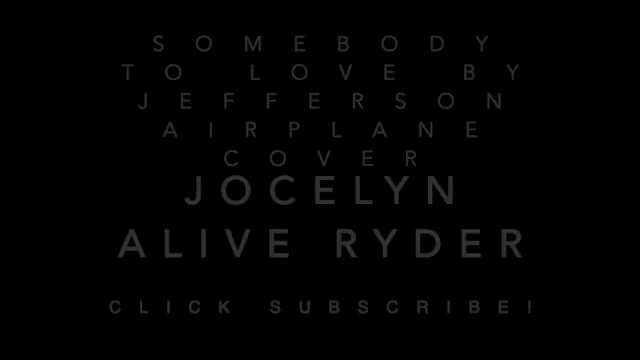 SOMEBODY
TO LOVE BY
JEFFERSON
AIRPLANE
COVER
JOCELYN
ALIVE RYDER
CLICK SUBSCRIBE!